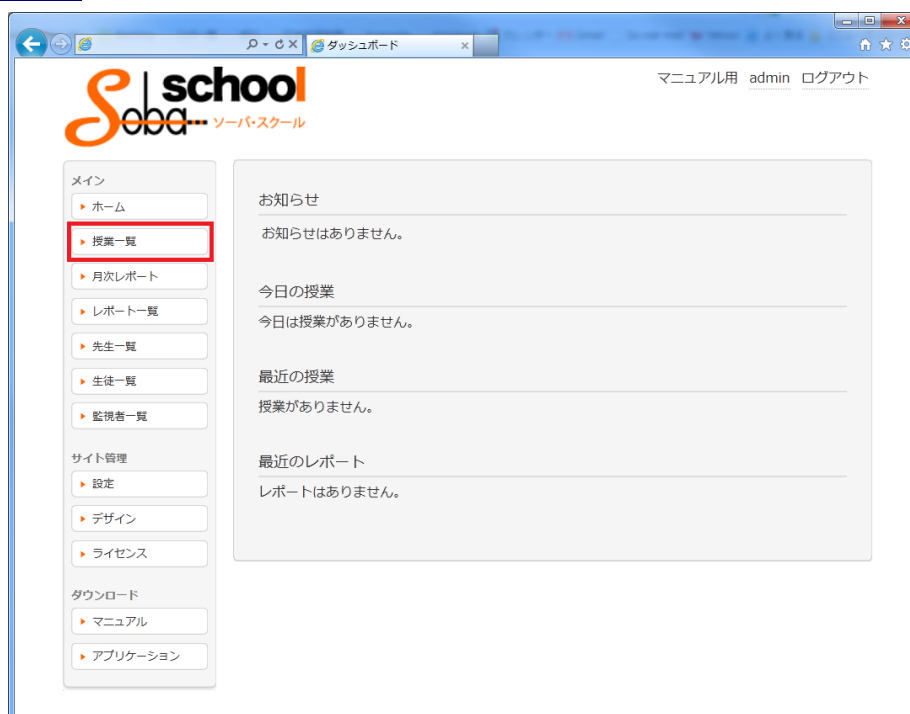 ダッシュボード
school
マニュアル用 admin ログアウト
Soba
ソーバ・スクール
メイン
ホーム
授業一覧
月次レポート
レポート一覧
先生一覧
生徒一覧
監視者一覧
サイト管理
設定
デザイン
ライセンス
ダウンロード
マニュアル
アプリケーション
お知らせ
お知らせはありません。
今日の授業
今日は授業がありません。
最近の授業
授業がありません。
最近のレポート
レポートはありません。